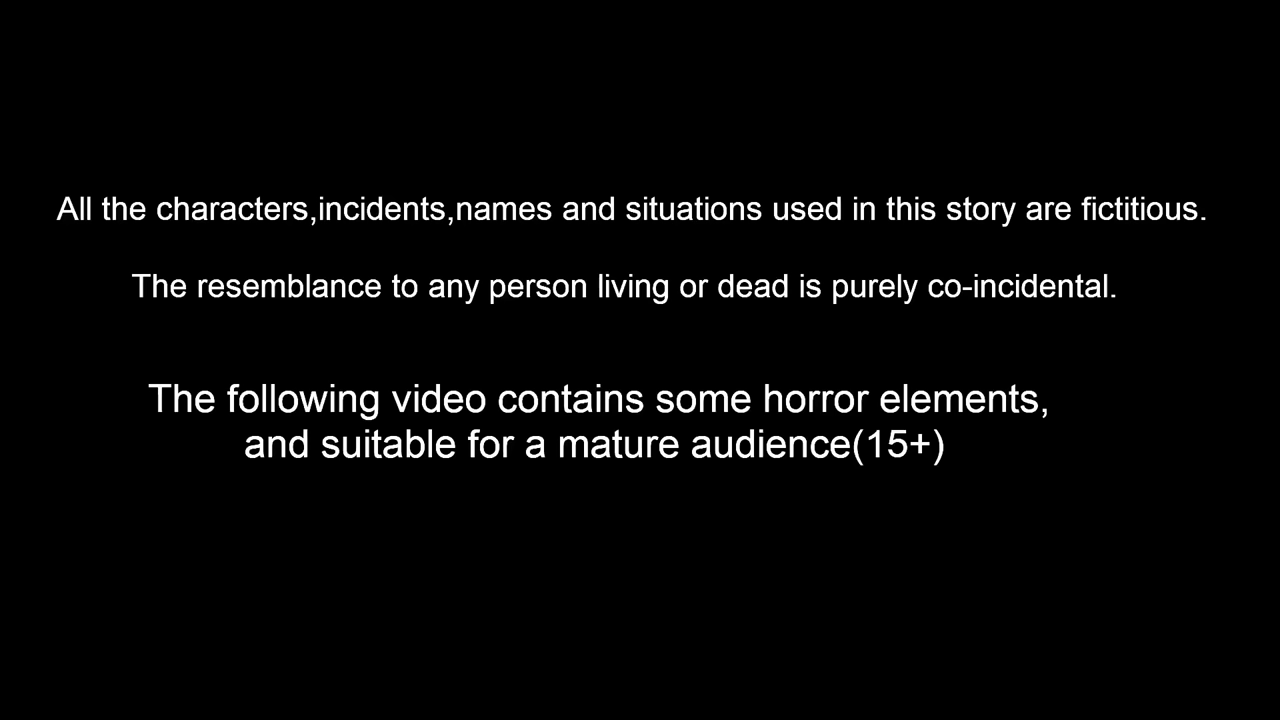 All the characters,incidents,names and situations used in this story are fictitious.
The resemblance to any person living or dead is purely co-incidental.
The following video contains some horror elements,
and suitable for a mature audience(15+)